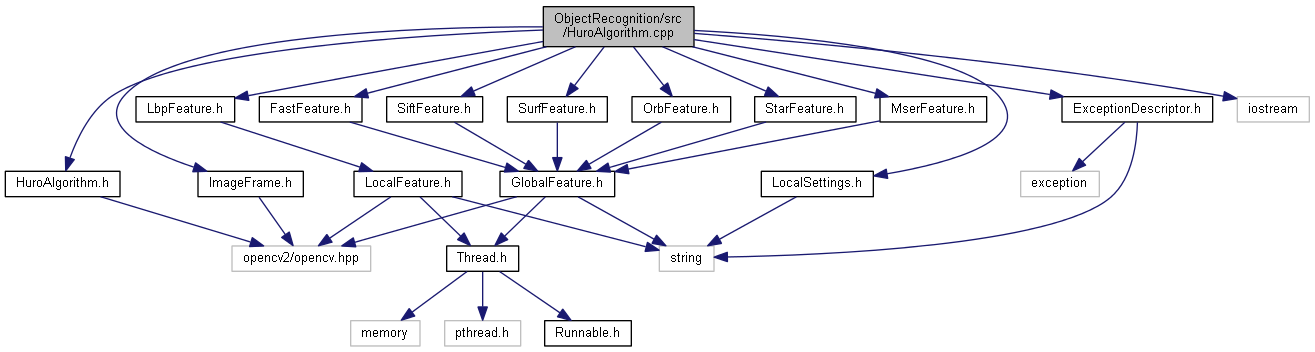 ObjectRecognition/src
/HuroAlgorithm.cpp
LbpFeature.h
FastFeature.h
SiftFeature.h
SurfFeature.h
OrbFeature.h
StarFeature.h
MserFeature.h
ExceptionDescriptor.h
iostream
HuroAlgorithm.h
ImageFrame.h
LocalFeature.h
GlobalFeature.h
LocalSettings.h
exception
opencv2/opencv.hpp
Thread.h
string
memory
pthread.h
Runnable.h